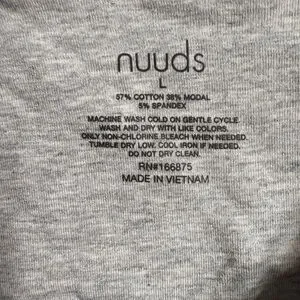 nuuds
L
57% COTTON 38% MODAL
5% SPANDEX
MACHINE WASH COLD ON GENTLE CYCLE.
WASH AND DRY WITH LIKE COLORS.
ONLY NON-CHLORINE BLEACH WHEN NEEDED.
TUMBLE DRY LOW. COOL IRON IF NEEDED.
DO NOT DRY CLEAN.
RN#166875
MADE IN VIETNAM